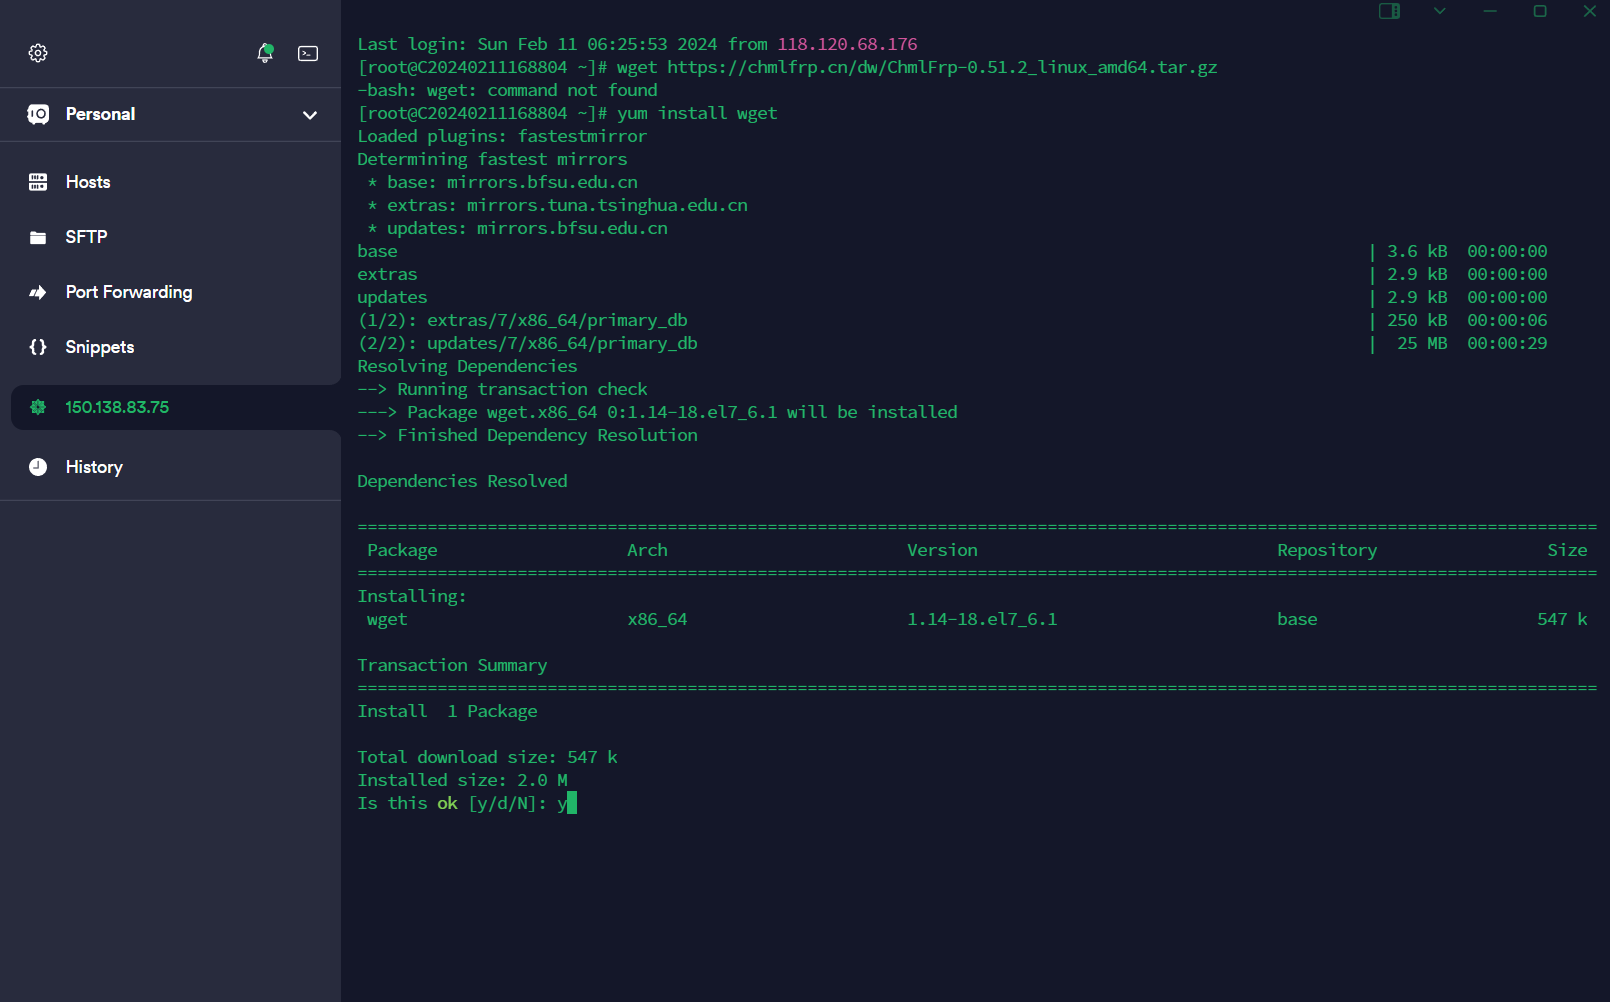 Personal
Hosts
SFTP
Port Forwarding
Snippets
150.138.83.75
History
Last login: Sun Feb 11 06:25:53 2024 from 118.120.68.176
[root@C20240211168804 ~]# wget https://chmlfrp.cn/dw/ChmlFrp-0.51.2_linux_amd64.tar.gz
-bash: wget: command not found
[root@C20240211168804 ~]# yum install wget
Loaded plugins: fastestmirror
Determining fastest mirrors
 * base: mirrors.bfsu.edu.cn
 * extras: mirrors.tuna.tsinghua.edu.cn
 * updates: mirrors.bfsu.edu.cn
base | 3.6 kB 00:00:00
extras | 2.9 kB 00:00:00
updates | 2.9 kB 00:00:00
(1/2): extras/7/x86_64/primary_db | 250 kB 00:00:06
(2/2): updates/7/x86_64/primary_db | 25 MB 00:00:29
Resolving Dependencies
--> Running transaction check
---> Package wget.x86_64 0:1.14-18.el7_6.1 will be installed
--> Finished Dependency Resolution
Dependencies Resolved
============================================================================================================================
Package Arch Version Repository Size
============================================================================================================================
Installing:
wget x86_64 1.14-18.el7_6.1 base 547 k
Transaction Summary
============================================================================================================================
Install 1 Package
Total download size: 547 k
Installed size: 2.0 M
Is this ok [y/d/N]: y